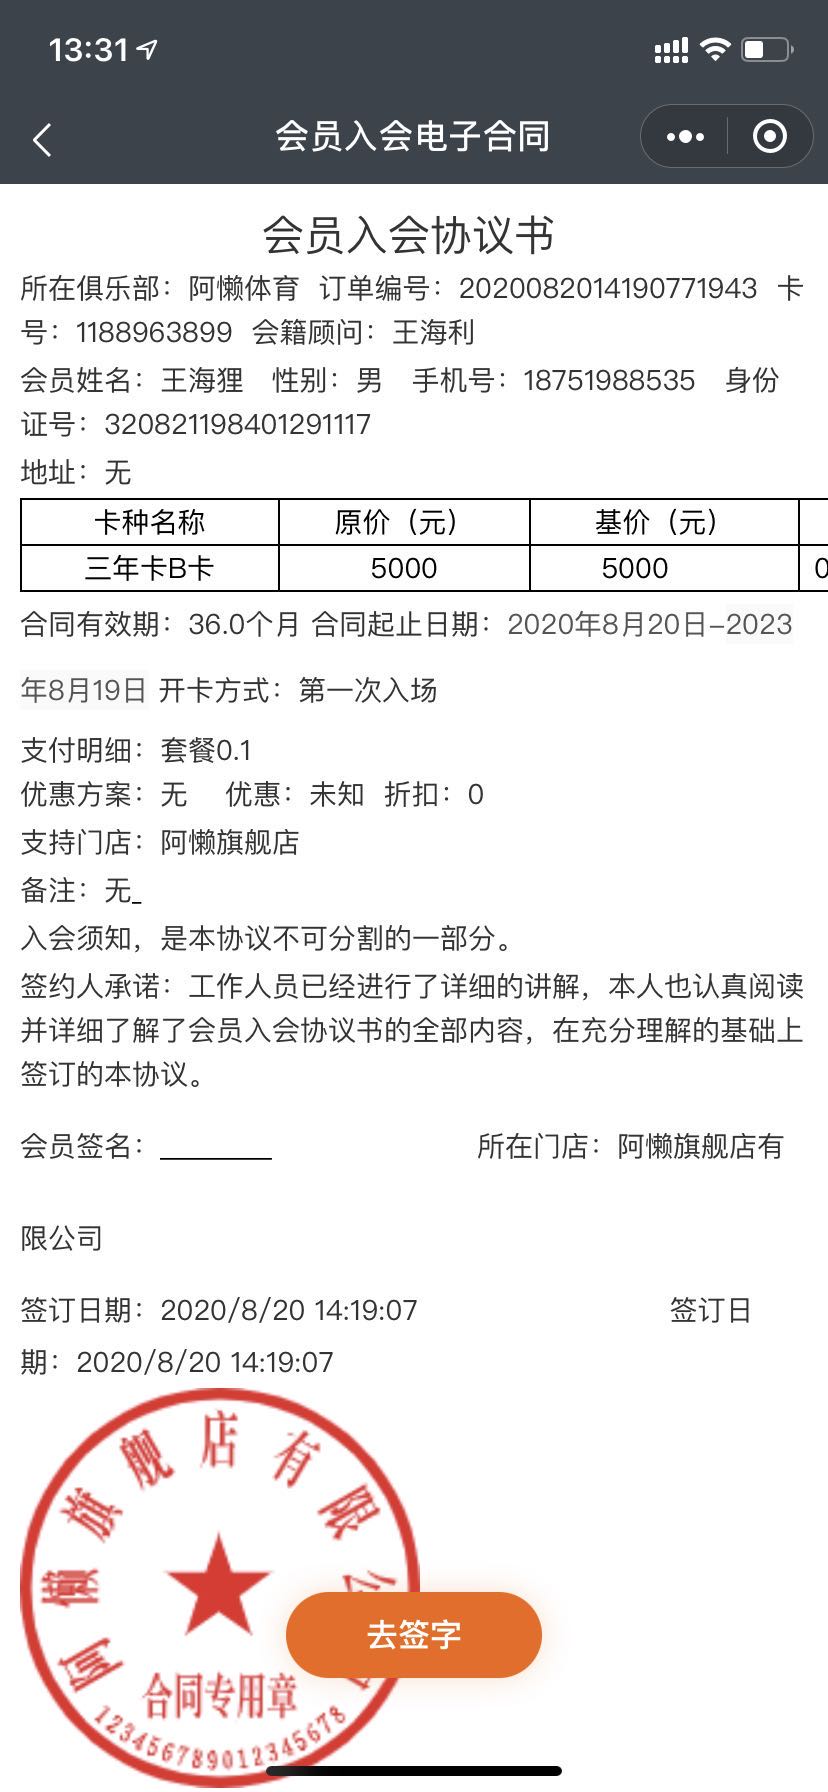 13:31
会员入会电子合同
会员入会协议书
所在俱乐部：阿懒体育 订单编号：2020082014190771943 卡
号：1188963899 会籍顾问：王海利
会员姓名：王海狸 性别：男 手机号：18751988535 身份
证号：320821198401291117
地址：无
卡种名称 原价（元） 基价（元）
三年卡B卡 5000 5000 0
合同有效期：36.0个月 合同起止日期：2020年8月20日-2023
年8月19日 开卡方式：第一次入场
支付明细：套餐0.1
优惠方案：无 优惠：未知 折扣：0
支持门店：阿懒旗舰店
备注：无_
入会须知，是本协议不可分割的一部分。
签约人承诺：工作人员已经进行了详细的讲解，本人也认真阅读
并详细了解了会员入会协议书的全部内容，在充分理解的基础上
签订的本协议。
会员签名：________ 所在门店：阿懒旗舰店有
限公司
签订日期：2020/8/20 14:19:07 签订日
期：2020/8/20 14:19:07
阿懒旗舰店有限公
去签字
合同专用章
123456789012345678